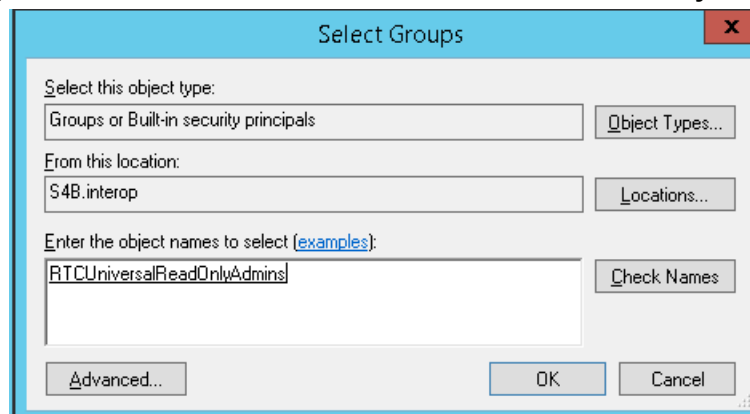 Select Groups
x
Select this object type:
Groups or Built-in security principals
Object Types...
From this location:
S4B.interop
Locations...
Enter the object names to select (examples):
RTCUniversalReadOnlyAdmins
Check Names
Advanced...
OK
Cancel